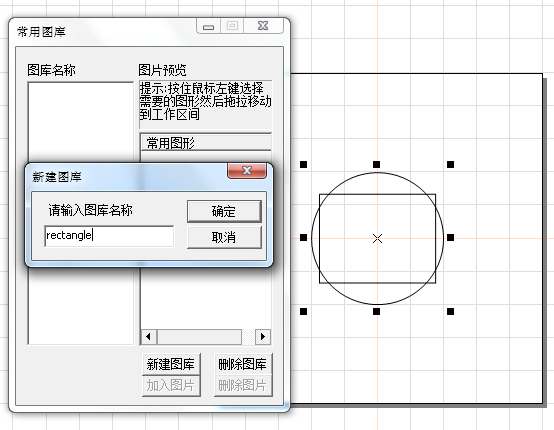 常用图库
图库名称
图片预览
提示:按住鼠标左键选择
需要的图形然后拖拉移动
到工作区间
常用图形
新建图库
请输入图库名称
rectangle
确定
取消
新建图库
删除图库
加入图片
删除图片